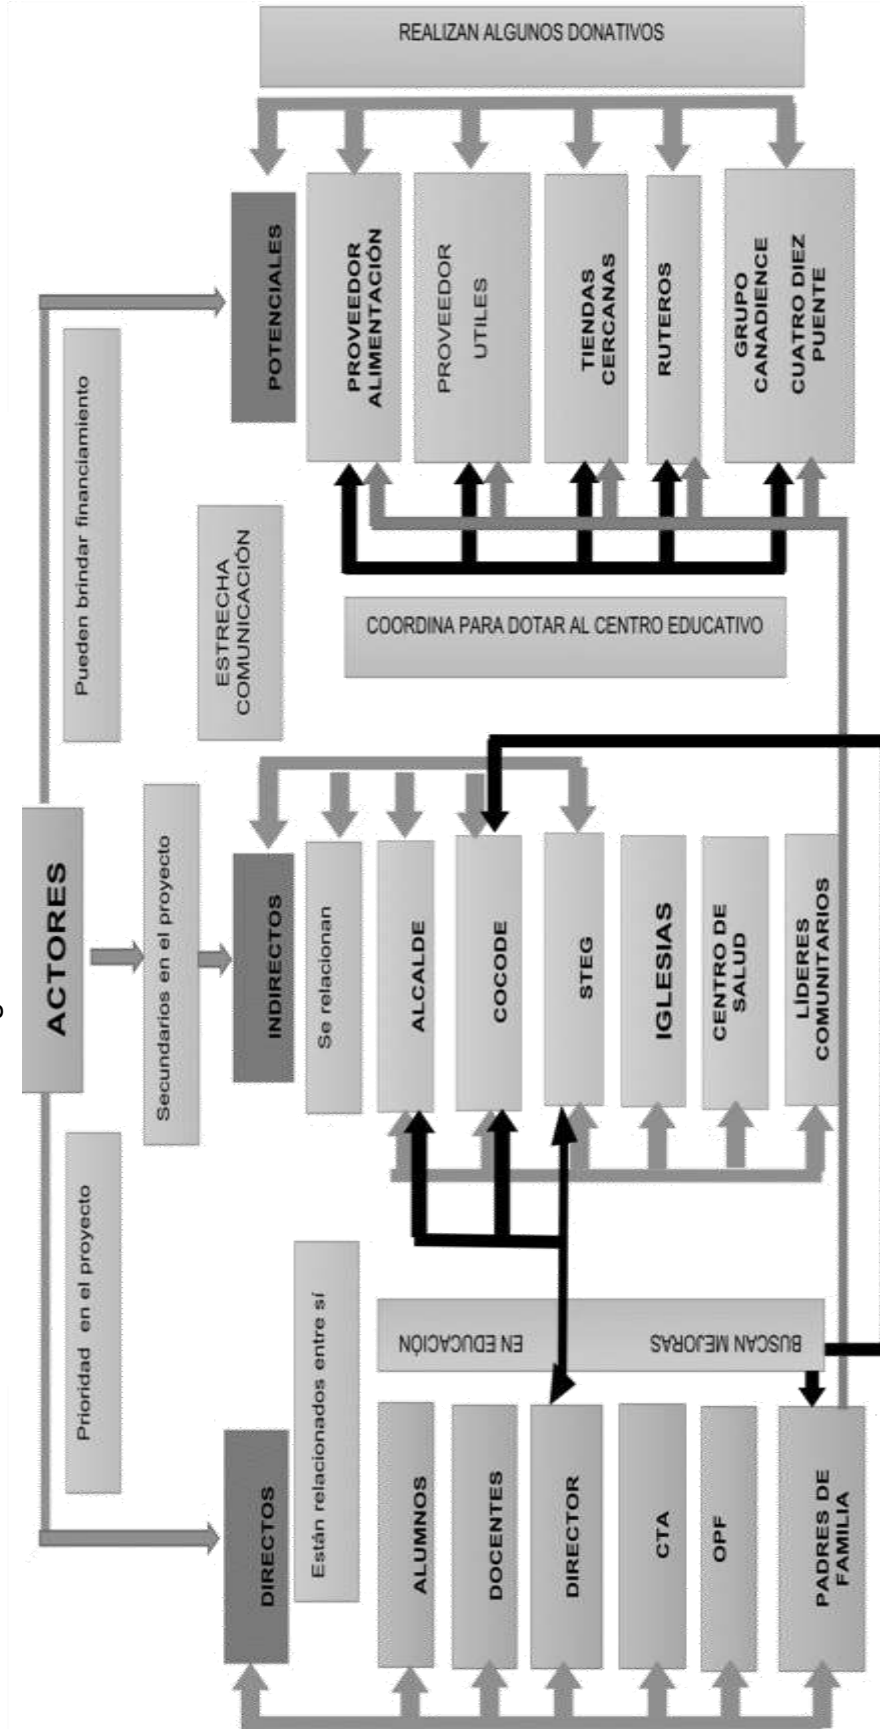 ACTORES
Prioridad en el proyecto
Secundarios en el proyecto
Pueden brindar financiamiento
DIRECTOS
INDIRECTOS
POTENCIALES
Están relacionados entre sí
ALUMNOS
DOCENTES
DIRECTOR
CTA
OPF
PADRES DE
FAMILIA
BUSCAN MEJORAS
EN EDUCACIÓN
Se relacionan
ALCALDE
COCODE
STEG
IGLESIAS
CENTRO DE
SALUD
LÍDERES
COMUNITARIOS
ESTRECHA
COMUNICACIÓN
COORDINA PARA DOTAR AL CENTRO EDUCATIVO
PROVEEDOR
ALIMENTACIÓN
PROVEEDOR
UTILES
TIENDAS
CERCANAS
RUTEROS
GRUPO
CANADIENCE
CUATRO DIEZ
PUENTE
REALIZAN ALGUNOS DONATIVOS